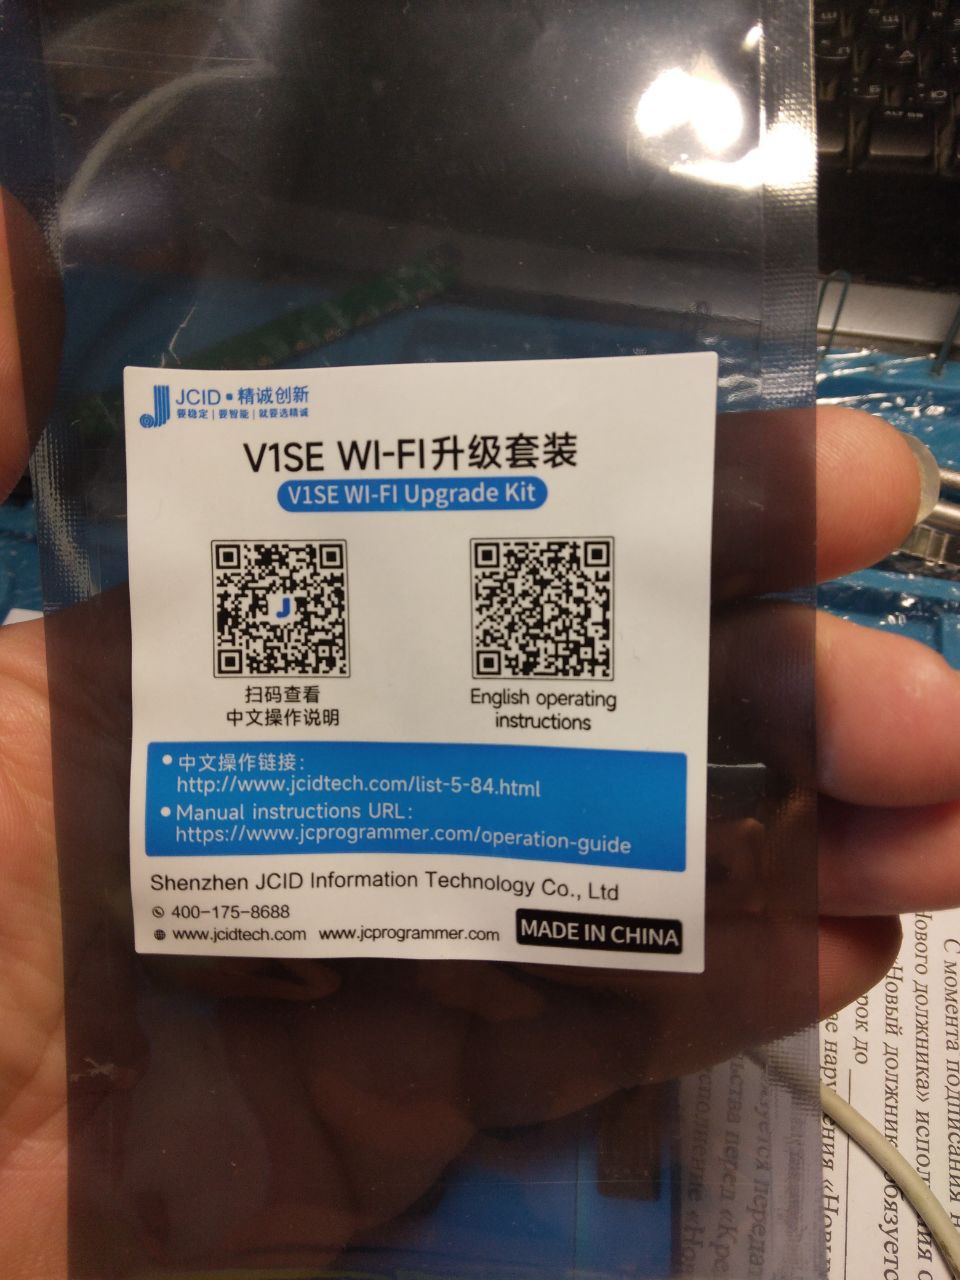 JCID·精诚创新
要稳定 | 要智能 | 就要选精诚
V1SE WI-FI升级套装
V1SE WI-FI Upgrade Kit
J
扫码查看
中文操作说明
English operating
instructions
• 中文操作链接：
http://www.jcidtech.com/list-5-84.html
• Manual instructions URL:
https://www.jcprogrammer.com/operation-guide
Shenzhen JCID Information Technology Co., Ltd
400-175-8688
www.jcidtech.com www.jcprogrammer.com
MADE IN CHINA
С момента подписания
Нового должника»
«Новый должник
рок до